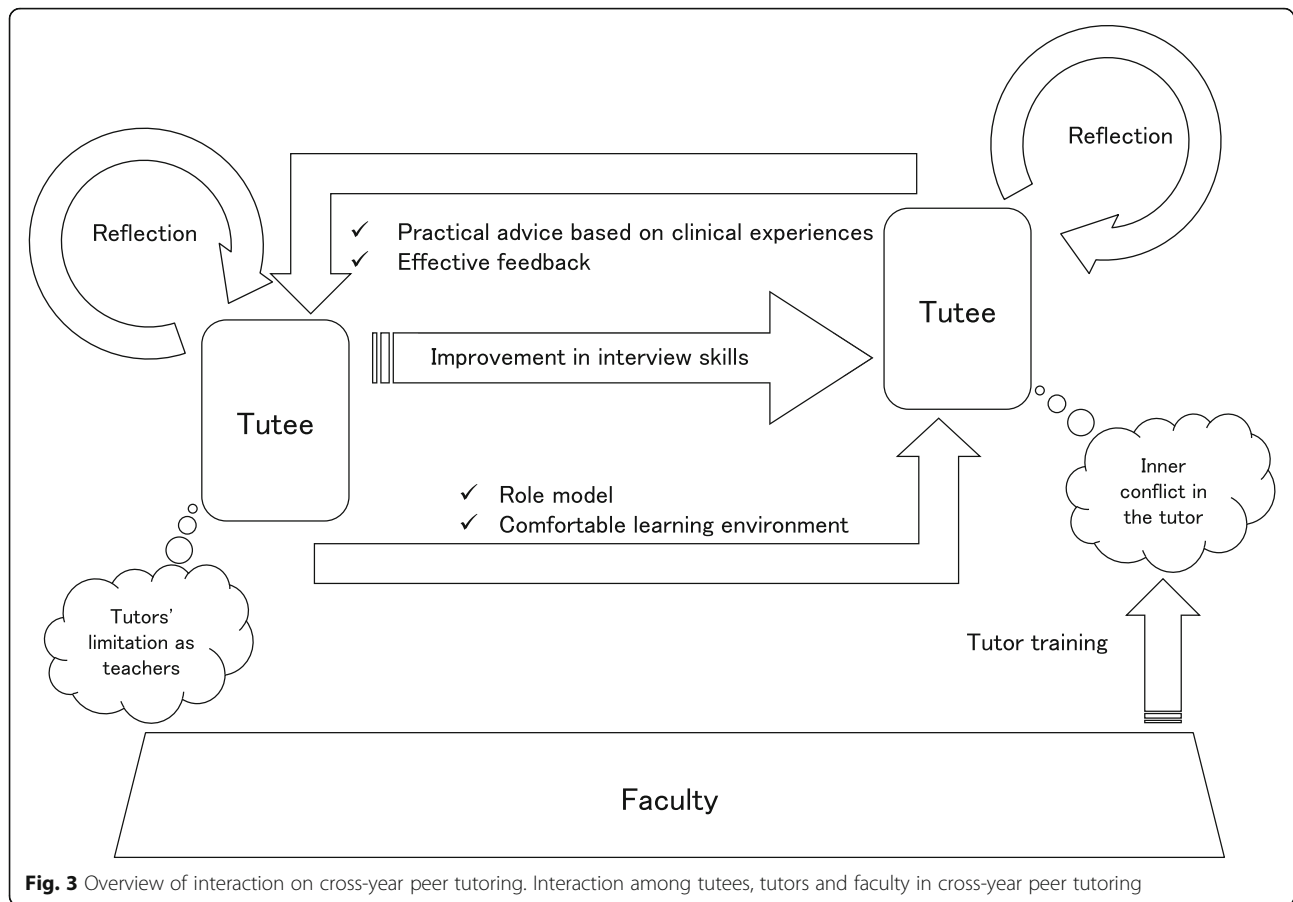 Reflection
Reflection
✓ Practical advice based on clinical experiences
✓ Effective feedback
Tutee
Improvement in interview skills
Tutee
✓ Role model
✓ Comfortable learning environment
Inner
conflict in
the tutor
Tutors'
limitation as
teachers
Tutor training
Faculty
Fig. 3 Overview of interaction on cross-year peer tutoring. Interaction among tutees, tutors and faculty in cross-year peer tutoring